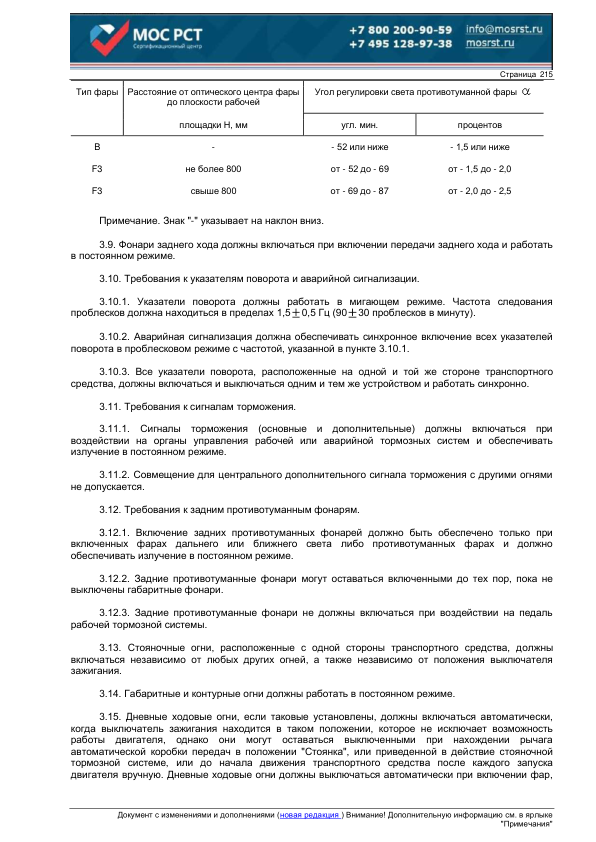 МОС РСТ
Сертификационный центр
+7 800 200-90-59 info@mosrst.ru
+7 495 128-97-38 mosrst.ru
Страница 215
Тип фары Расстояние от оптического центра фары до плоскости рабочей Угол регулировки света противотуманной фары α
площадки H, мм угл. мин. процентов
B - - 52 или ниже - 1,5 или ниже
F3 не более 800 от - 52 до - 69 от - 1,5 до - 2,0
F3 свыше 800 от - 69 до - 87 от - 2,0 до - 2,5
Примечание. Знак "-" указывает на наклон вниз.
3.9. Фонари заднего хода должны включаться при включении передачи заднего хода и работать
в постоянном режиме.
3.10. Требования к указателям поворота и аварийной сигнализации.
3.10.1. Указатели поворота должны работать в мигающем режиме. Частота следования
проблесков должна находиться в пределах 1,5±0,5 Гц (90±30 проблесков в минуту).
3.10.2. Аварийная сигнализация должна обеспечивать синхронное включение всех указателей
поворота в проблесковом режиме с частотой, указанной в пункте 3.10.1.
3.10.3. Все указатели поворота, расположенные на одной и той же стороне транспортного
средства, должны включаться и выключаться одним и тем же устройством и работать синхронно.
3.11. Требования к сигналам торможения.
3.11.1. Сигналы торможения (основные и дополнительные) должны включаться при
воздействии на органы управления рабочей или аварийной тормозных систем и обеспечивать
излучение в постоянном режиме.
3.11.2. Совмещение для центрального дополнительного сигнала торможения с другими огнями
не допускается.
3.12. Требования к задним противотуманным фонарям.
3.12.1. Включение задних противотуманных фонарей должно быть обеспечено только при
включенных фарах дальнего или ближнего света либо противотуманных фарах и должно
обеспечивать излучение в постоянном режиме.
3.12.2. Задние противотуманные фонари могут оставаться включенными до тех пор, пока не
выключены габаритные фонари.
3.12.3. Задние противотуманные фонари не должны включаться при воздействии на педаль
рабочей тормозной системы.
3.13. Стояночные огни, расположенные с одной стороны транспортного средства, должны
включаться независимо от любых других огней, а также независимо от положения выключателя
зажигания.
3.14. Габаритные и контурные огни должны работать в постоянном режиме.
3.15. Дневные ходовые огни, если таковые установлены, должны включаться автоматически,
когда выключатель зажигания находится в таком положении, которое не исключает возможность
работы двигателя, однако они могут оставаться выключенными при нахождении рычага
автоматической коробки передач в положении "Стоянка", или приведенной в действие стояночной
тормозной системе, или до начала движения транспортного средства после каждого запуска
двигателя вручную. Дневные ходовые огни должны выключаться автоматически при включении фар,
Документ с изменениями и дополнениями (новая редакция ) Внимание! Дополнительную информацию см. в ярлыке
"Примечания"